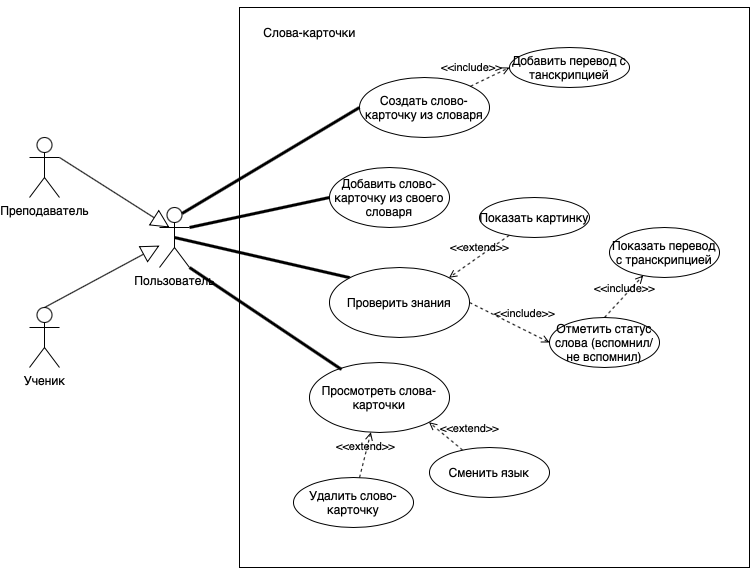 Слова-карточки
Добавить перевод с
танскрипцией
<<include>>
Создать слово-
карточку из словаря
Преподаватель
Добавить слово-
карточку из своего
словаря
Показать картинку
<<extend>>
Показать перевод
с транскрипцией
Пользователь
<<include>>
Проверить знания
<<include>>
Отметить статус
слова (вспомнил/
не вспомнил)
Ученик
Просмотреть слова-
карточки
<<extend>>
<<extend>>
Сменить язык
Удалить слово-
карточку